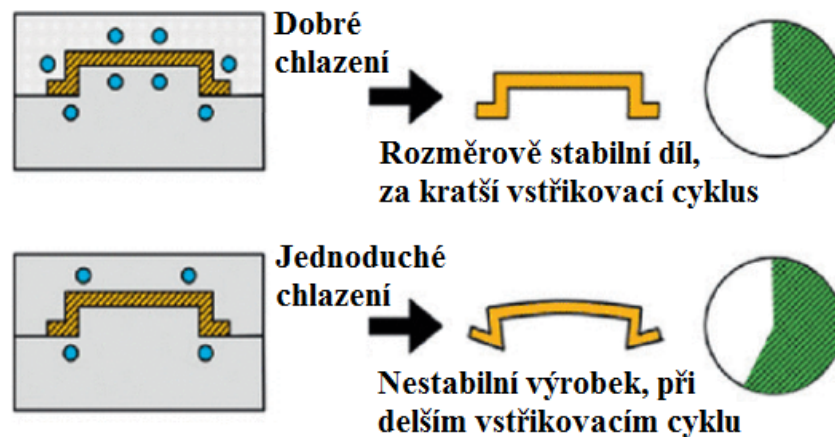 Dobré
chlazení
Rozměrově stabilní díl,
za kratší vstřikovací cyklus
Jednoduché
chlazení
Nestabilní výrobek, při
delším vstřikovacím cyklu